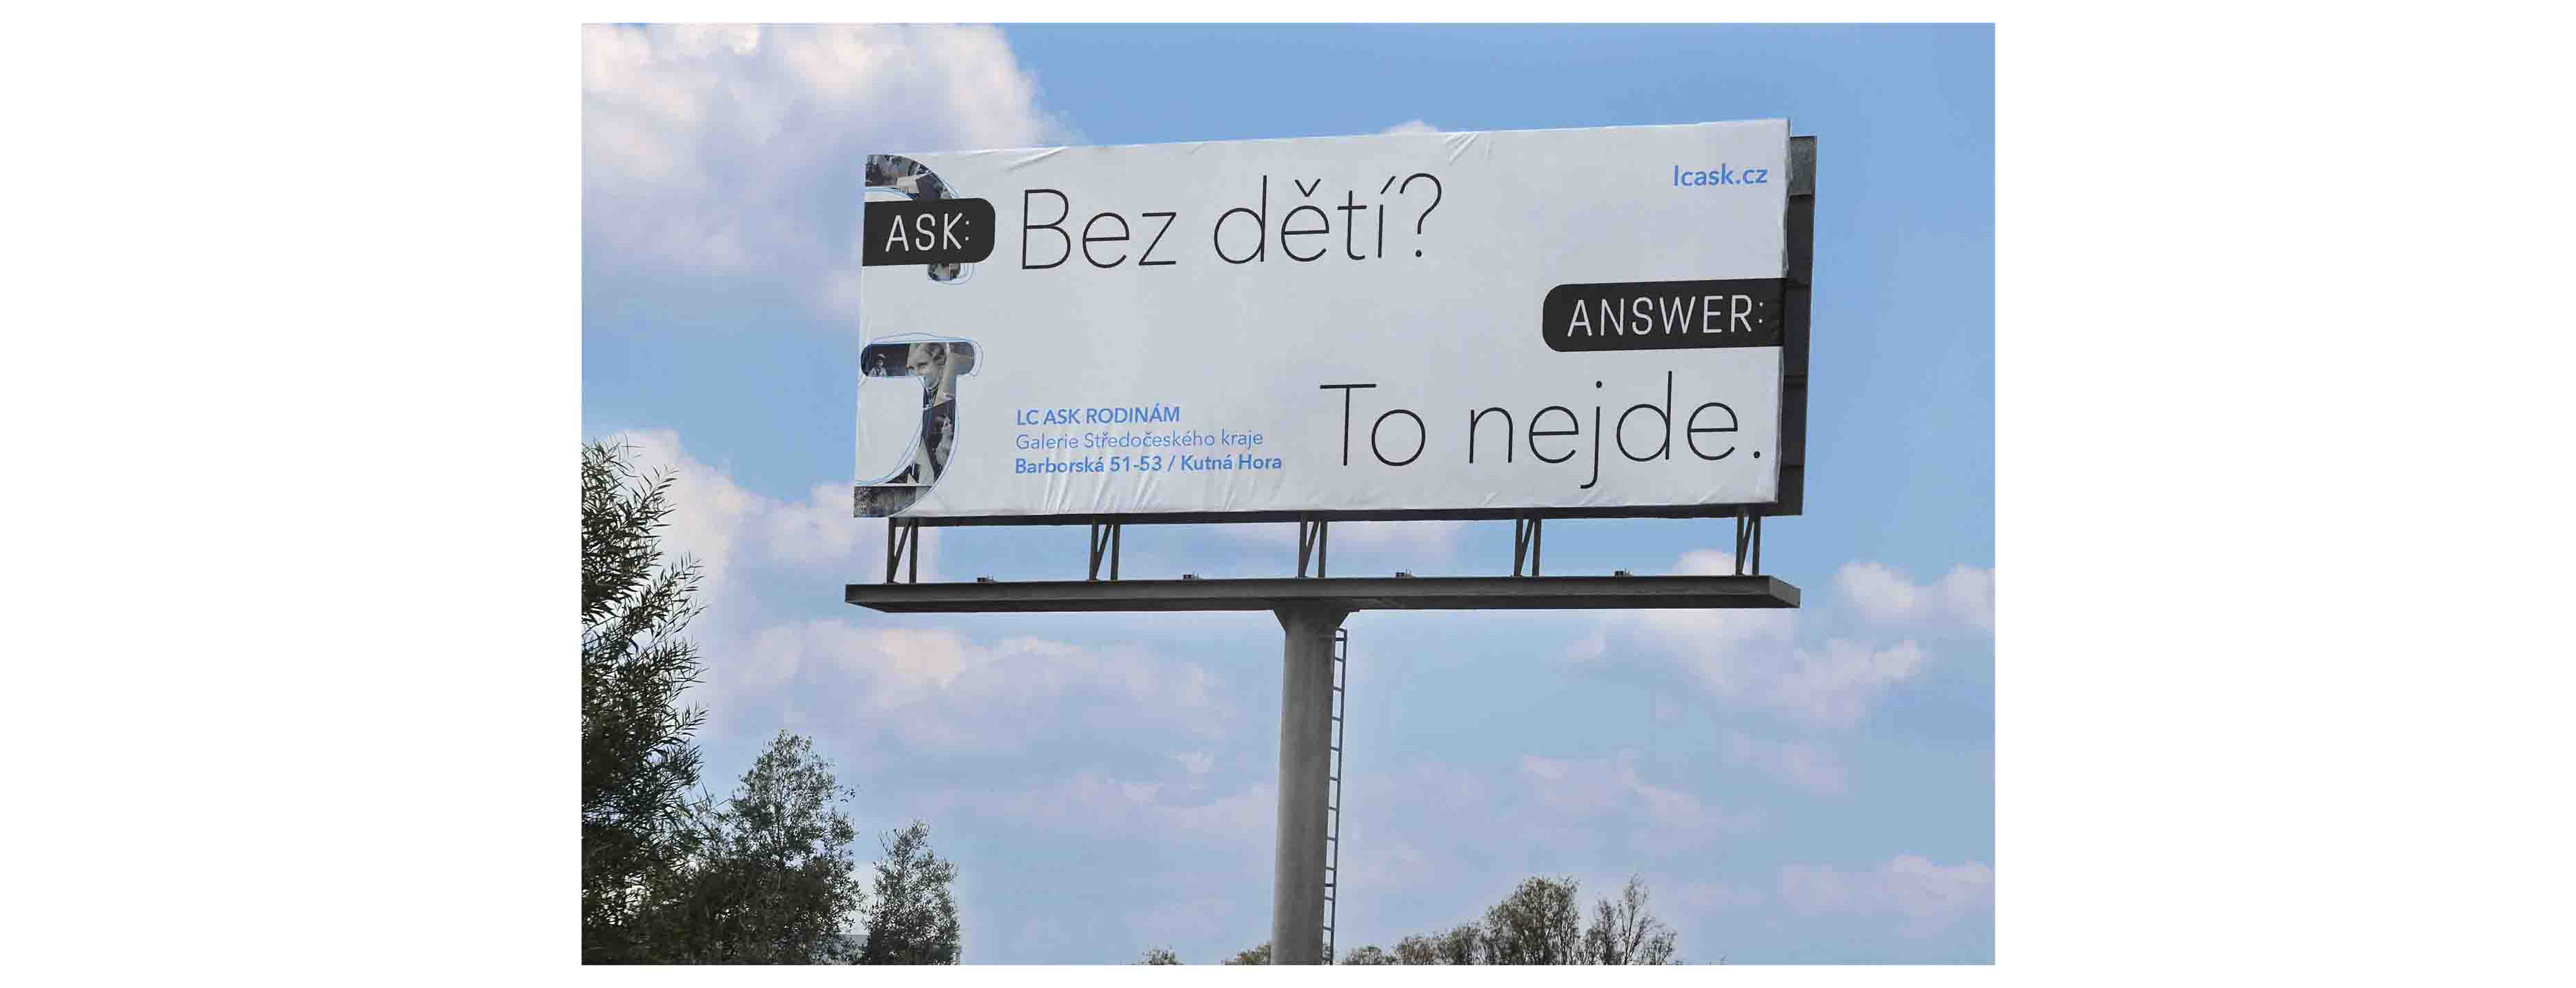 lcask.cz
ASK:
Bez dětí?
ANSWER:
To nejde.
LC ASK RODINÁM
Galerie Středočeského kraje
Barborská 51-53 / Kutná Hora